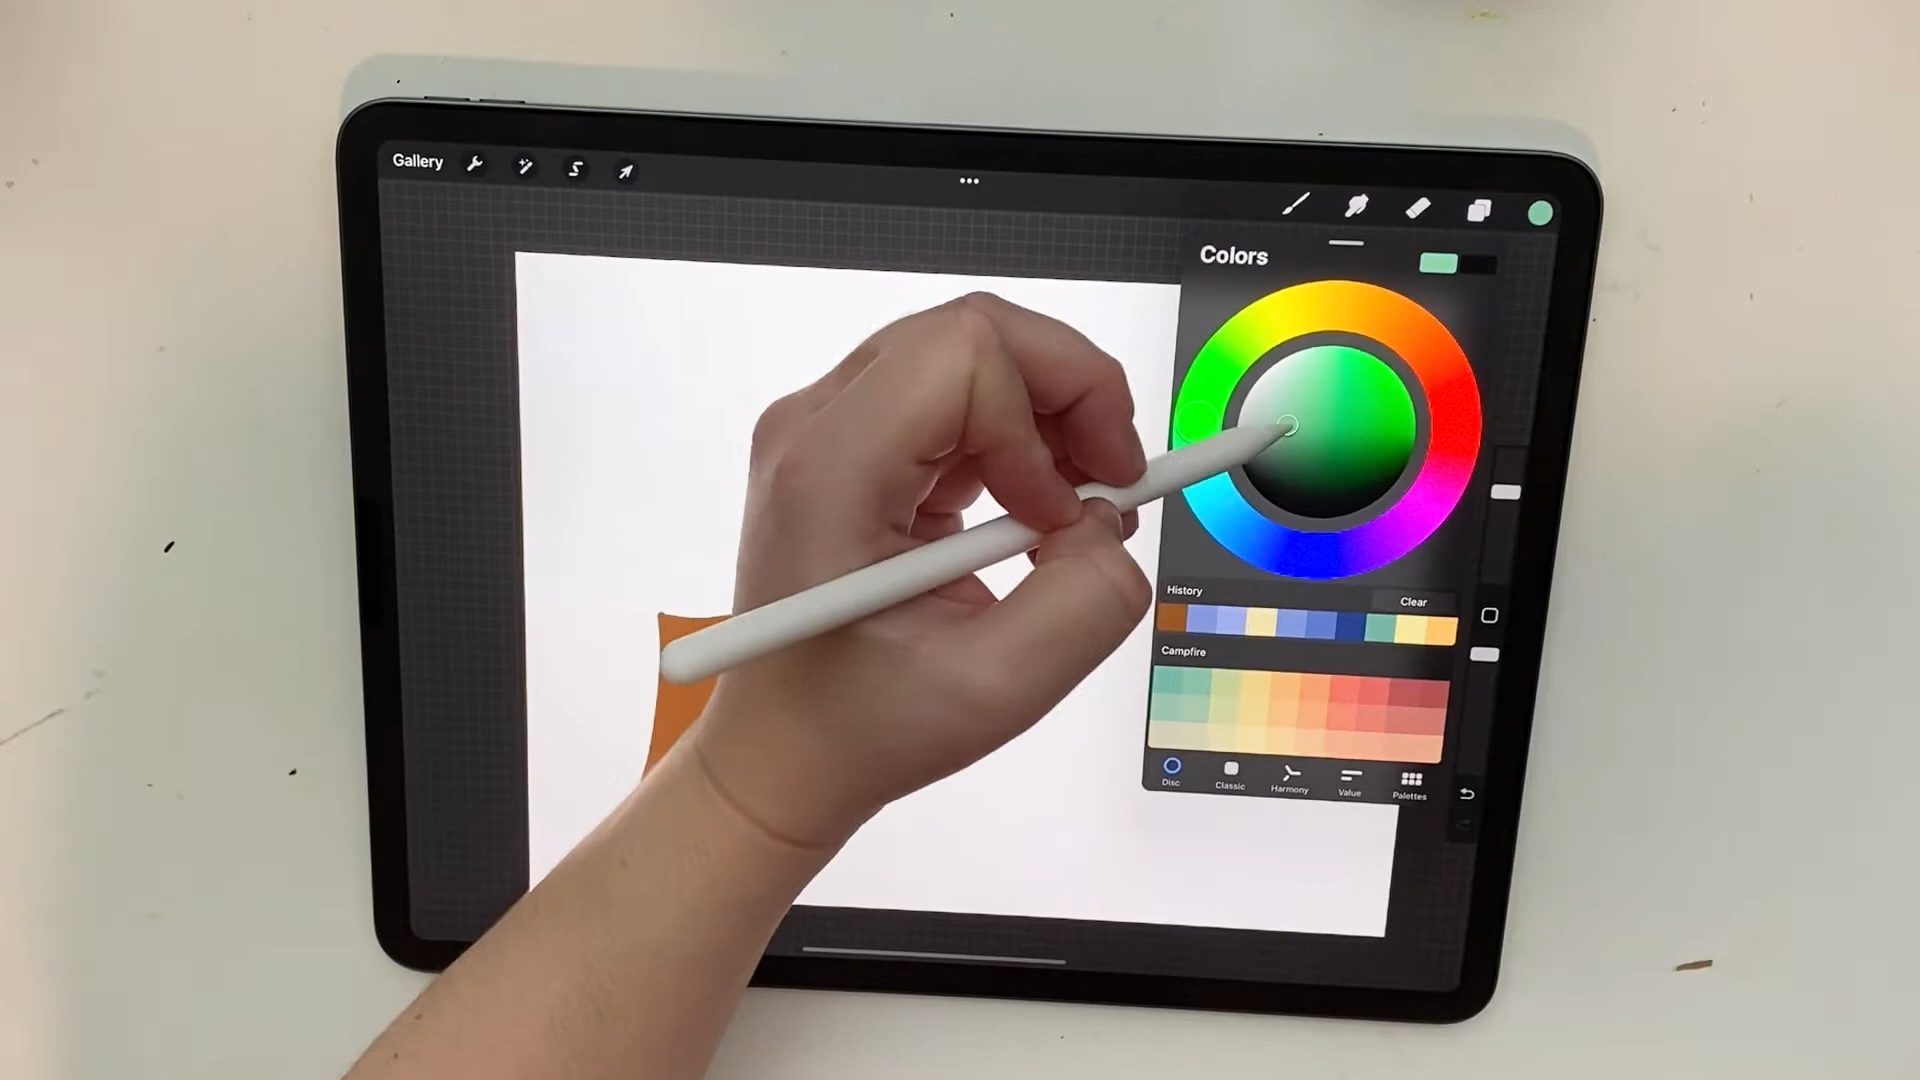 Gallery
Colors
History
Clear
Campfire
Disc
Classic
Harmony
Value
Palettes